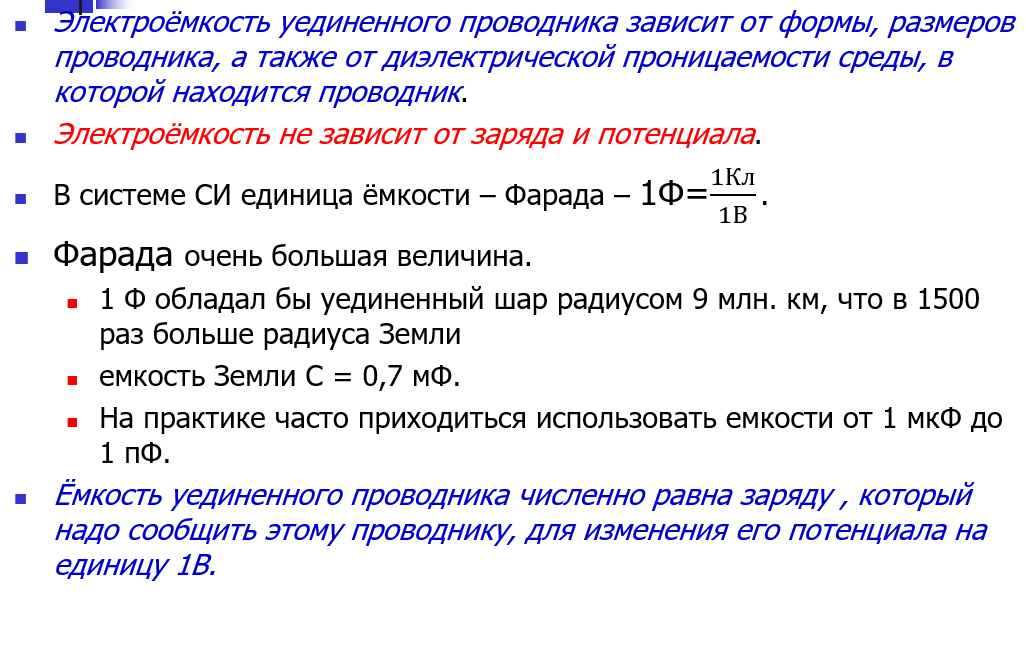 Электроёмкость уединенного проводника зависит от формы, размеров
проводника, а также от диэлектрической проницаемости среды, в
которой находится проводник.
Электроёмкость не зависит от заряда и потенциала.
В системе СИ единица ёмкости – Фарада – 1Ф=1Кл/1В.
Фарада очень большая величина.
1 Ф обладал бы уединенный шар радиусом 9 млн. км, что в 1500
раз больше радиуса Земли
емкость Земли С = 0,7 мФ.
На практике часто приходиться использовать емкости от 1 мкФ до
1 пФ.
Ёмкость уединенного проводника численно равна заряду , который
надо сообщить этому проводнику, для изменения его потенциала на
единицу 1В.